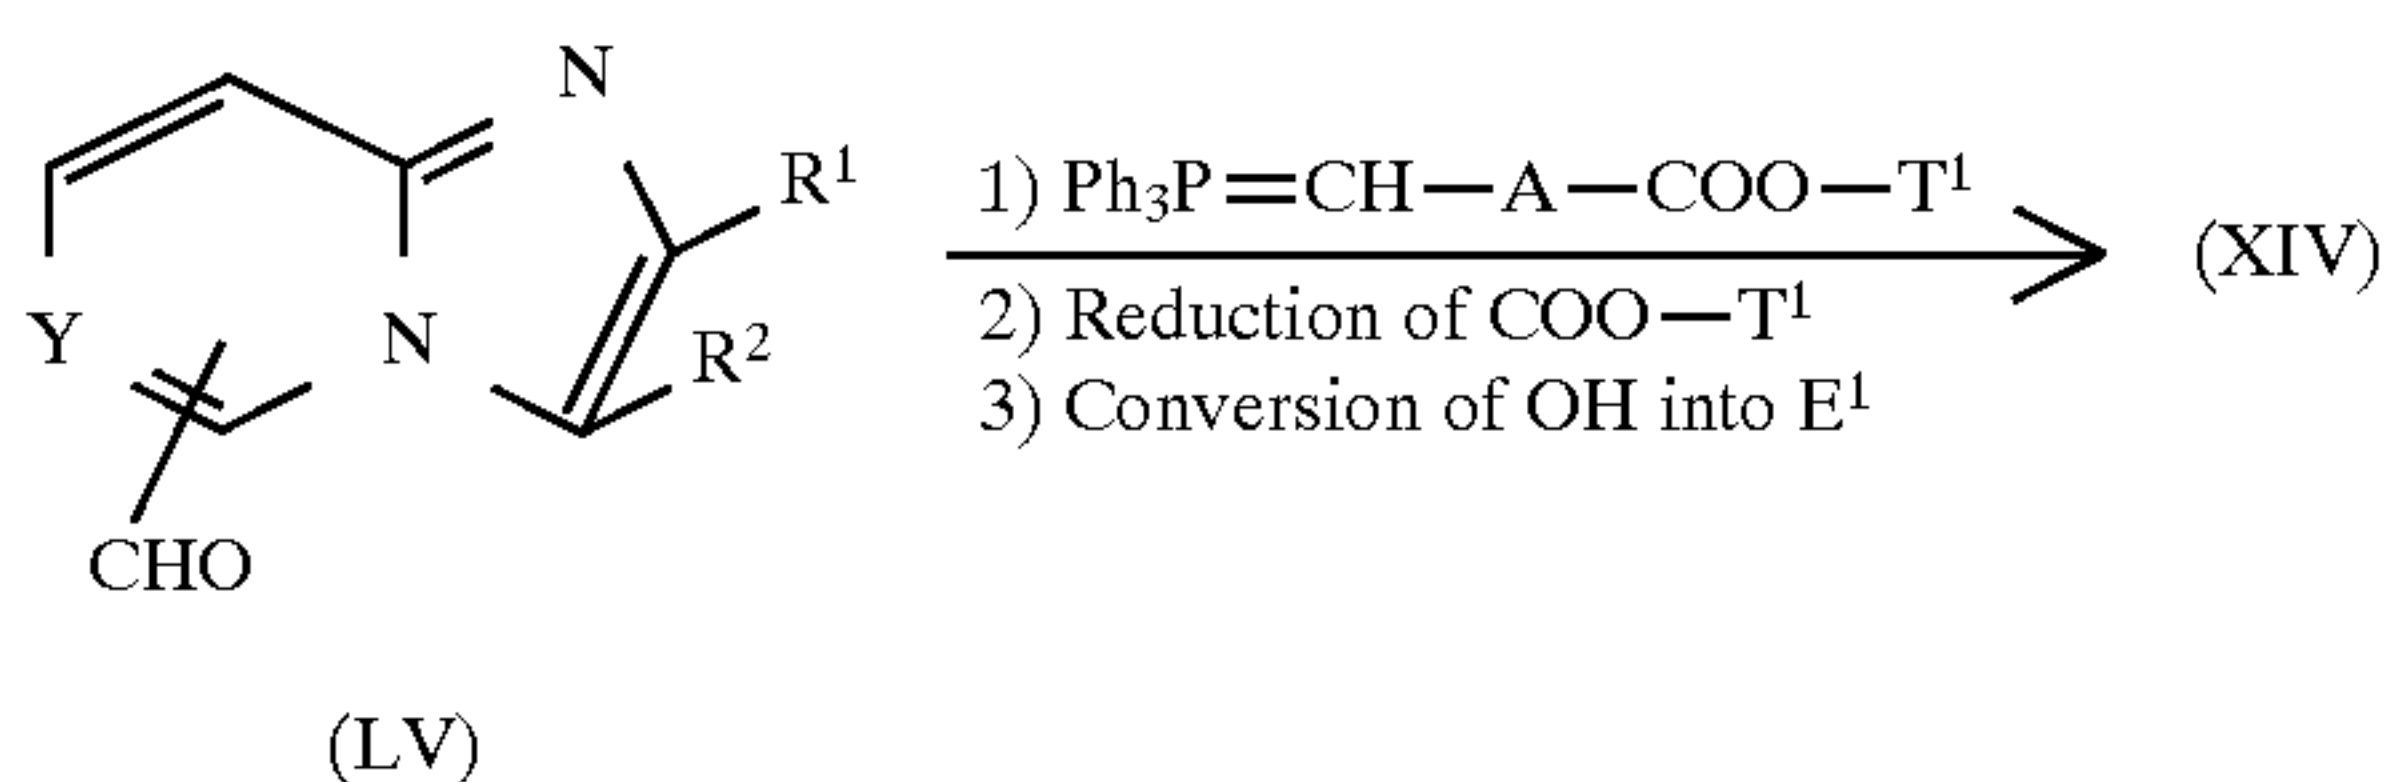 N
R¹
1) Ph₃P=CH—A—COO—T¹
(XIV)
Y
N
R²
2) Reduction of COO—T¹
3) Conversion of OH into E¹
CHO
(LV)